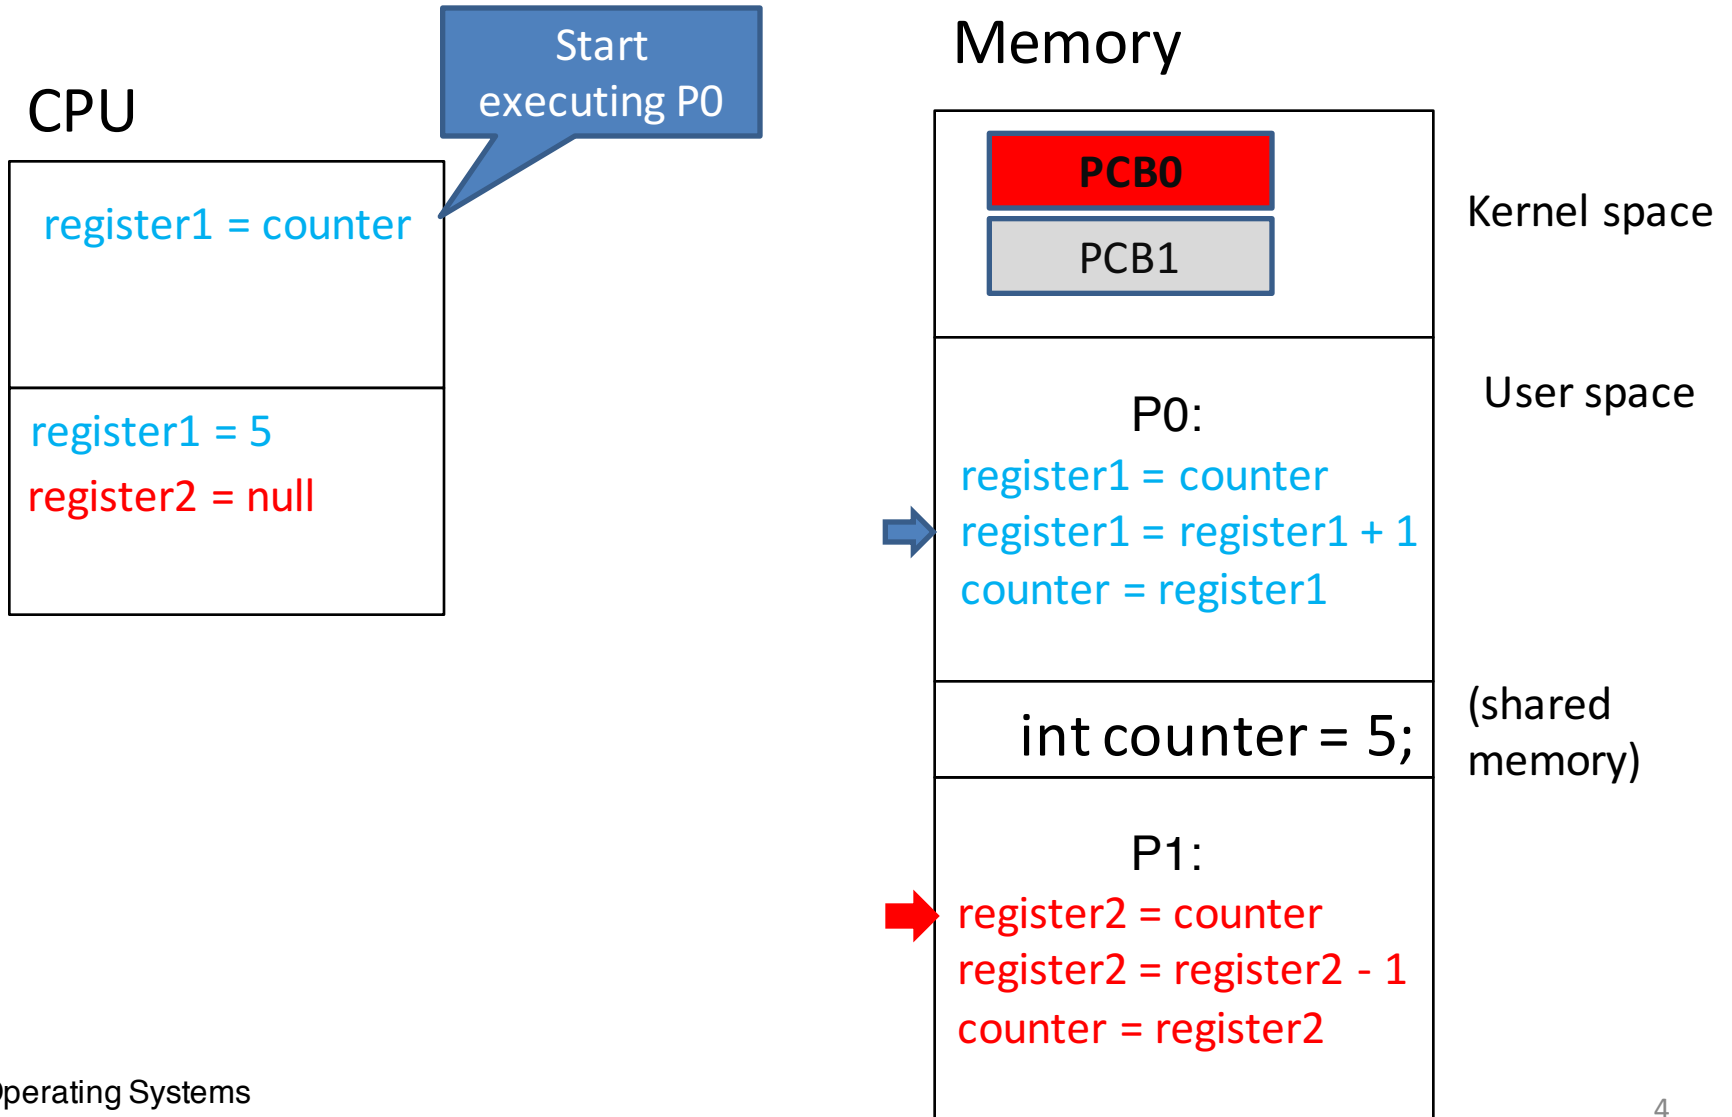 CPU
Start
executing P0
register1 = counter
register1 = 5
register2 = null
Memory
PCB0
PCB1
Kernel space
User space
P0:
register1 = counter
register1 = register1 + 1
counter = register1
int counter = 5;
(shared
memory)
P1:
register2 = counter
register2 = register2 - 1
counter = register2
perating Systems
4